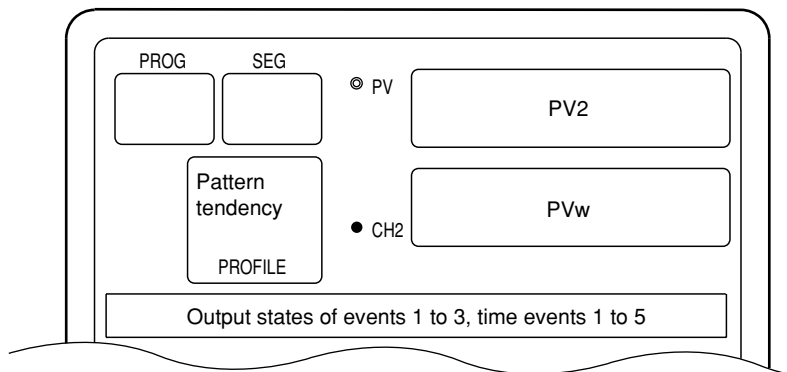 PROG SEG
PV
PV2
Pattern
tendency
PROFILE
CH2
PVw
Output states of events 1 to 3, time events 1 to 5